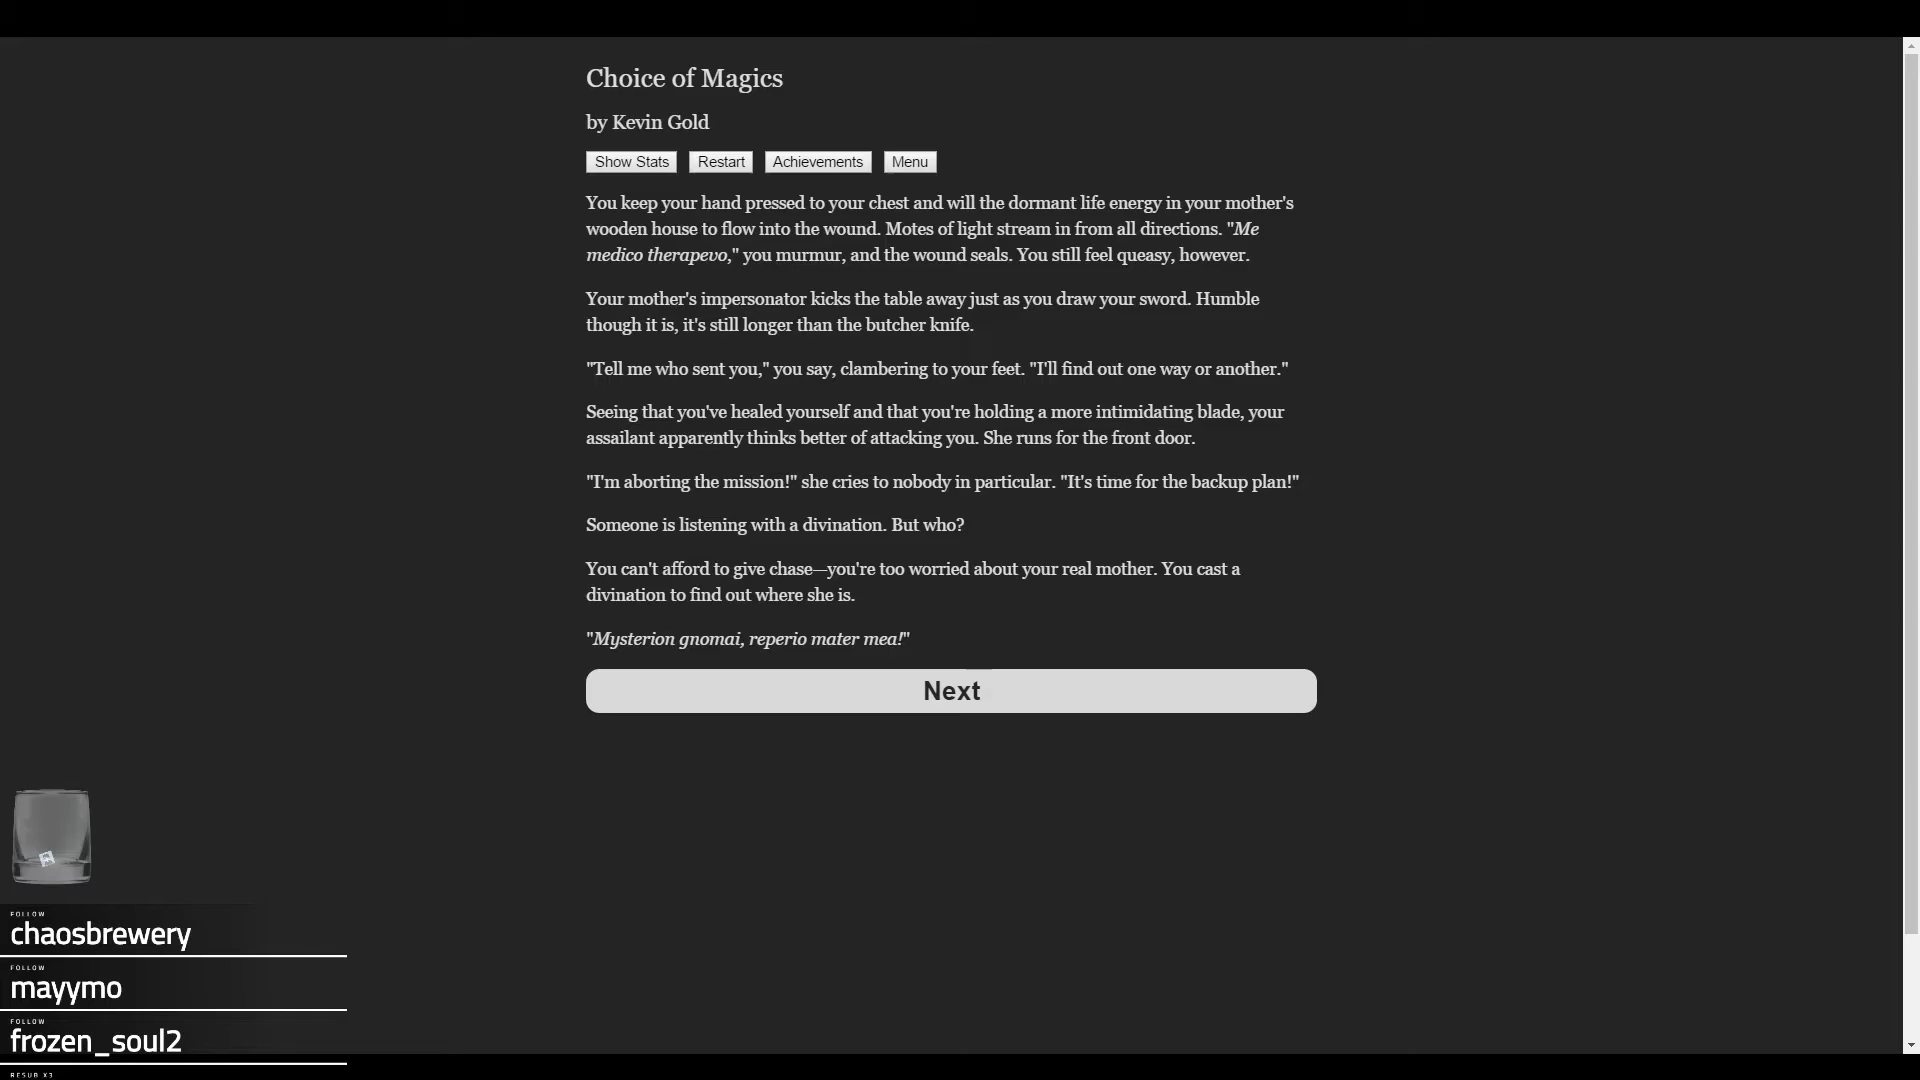 Choice of Magics
by Kevin Gold
Show Stats Restart Achievements Menu
You keep your hand pressed to your chest and will the dormant life energy in your mother's
wooden house to flow into the wound. Motes of light stream in from all directions. "Me
medico therapevo," you murmur, and the wound seals. You still feel queasy, however.
Your mother's impersonator kicks the table away just as you draw your sword. Humble
though it is, it's still longer than the butcher knife.
"Tell me who sent you," you say, clambering to your feet. "I'll find out one way or another."
Seeing that you've healed yourself and that you're holding a more intimidating blade, your
assailant apparently thinks better of attacking you. She runs for the front door.
"I'm aborting the mission!" she cries to nobody in particular. "It's time for the backup plan!"
Someone is listening with a divination. But who?
You can't afford to give chase—you're too worried about your real mother. You cast a
divination to find out where she is.
"Mysterion gnomai, reperio mater mea!"
Next
FOLLOW
chaosbrewery
FOLLOW
mayymo
FOLLOW
frozen_soul2
RESUB X3